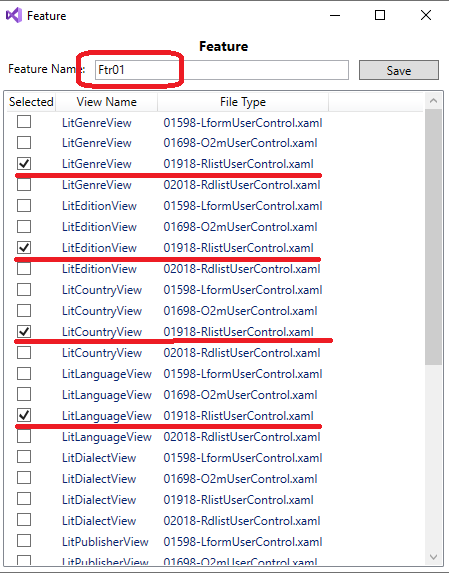 Feature
Feature
Feature Name: Ftr01 Save
Selected View Name File Type
LitGenreView 01598-LformUserControl.xaml
LitGenreView 01698-O2mUserControl.xaml
LitGenreView 01918-RlistUserControl.xaml
LitGenreView 02018-RdlistUserControl.xaml
LitEditionView 01598-LformUserControl.xaml
LitEditionView 01698-O2mUserControl.xaml
LitEditionView 01918-RlistUserControl.xaml
LitEditionView 02018-RdlistUserControl.xaml
LitCountryView 01598-LformUserControl.xaml
LitCountryView 01698-O2mUserControl.xaml
LitCountryView 01918-RlistUserControl.xaml
LitCountryView 02018-RdlistUserControl.xaml
LitLanguageView 01598-LformUserControl.xaml
LitLanguageView 01698-O2mUserControl.xaml
LitLanguageView 01918-RlistUserControl.xaml
LitLanguageView 02018-RdlistUserControl.xaml
LitDialectView 01598-LformUserControl.xaml
LitDialectView 01698-O2mUserControl.xaml
LitDialectView 01918-RlistUserControl.xaml
LitDialectView 02018-RdlistUserControl.xaml
LitPublisherView 01598-LformUserControl.xaml
LitPublisherView 01698-O2mUserControl.xaml